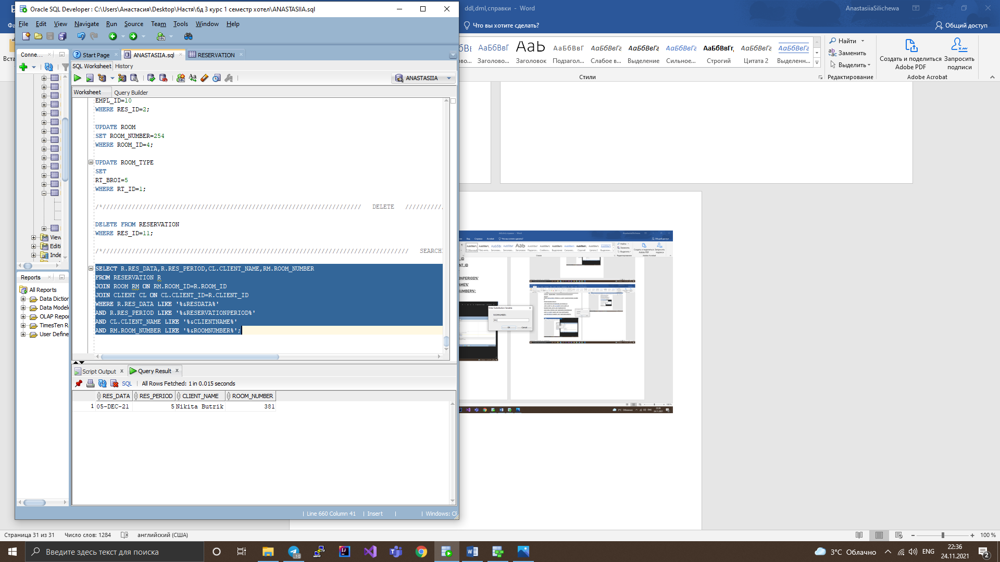 Oracle SQL Developer : C:\Users\Анастасия\Desktop\Настя\бд 3 курс 1 семестр хотел\ANASTASIIA.sql
ddl,dml,справки - Word
AnastasiiaSilichewa
File Edit View Navigate Run Source Team Tools Window Help
Что вы хотите сделать?
Общий доступ
АаБбВвГ
АаБ
АаБбВвГ
АаБбВвГг
АаБбВвГг
АаБбВвГг
АаБбВвГг,
АаБбВвГг
АаБбВвГг
Заголово...
Заголовок
Подзагол...
Слабое в...
Выделение
Сильное...
Строгий
Цитата 2
Выделенн...
Стили
Найти
Заменить
Выделить
Редактирование
Создать и поделиться Adobe PDF
Запросить подписи
Adobe Acrobat
Conne...
Start Page
ANASTASIIA.sql
RESERVATION
SQL Worksheet History
ANASTASIIA
Worksheet Query Builder
EMPL_ID=10
WHERE RES_ID=2;
UPDATE ROOM
SET ROOM_NUMBER=254
WHERE ROOM_ID=4;
UPDATE ROOM_TYPE
SET
RT_BROI=5
WHERE RT_ID=1;
DELETE
DELETE FROM RESERVATION
WHERE RES_ID=11;
SEARCH
SELECT R.RES_DATA,R.RES_PERIOD,CL.CLIENT_NAME,RM.ROOM_NUMBER
FROM RESERVATION R
JOIN ROOM RM ON RM.ROOM_ID=R.ROOM_ID
JOIN CLIENT CL ON CL.CLIENT_ID=R.CLIENT_ID
WHERE R.RES_DATA LIKE '%&RESDATA%'
AND R.RES_PERIOD LIKE '%&RESERVATIONPERIOD%'
AND CL.CLIENT_NAME LIKE '%&CLIENTNAME%'
AND RM.ROOM_NUMBER LIKE '%&ROOMNUMBER%';
View
Editi
Inde
Reports
All Reports
Data Diction
Data Model
OLAP Repo
TimesTen R
User Define
Script Output
Query Result
SQL | All Rows Fetched: 1 in 0.015 seconds
RES_DATA RES_PERIOD CLIENT_NAME ROOM_NUMBER
1 05-DEC-21 5 Nikita Butrik 381
Line 660 Column 41 | Insert | | Windows: CF
Страница 31 из 31 Число слов: 1284 английский (США)
100 %
Введите здесь текст для поиска
3°C Облачно
ENG
22:36
24.11.2021
2